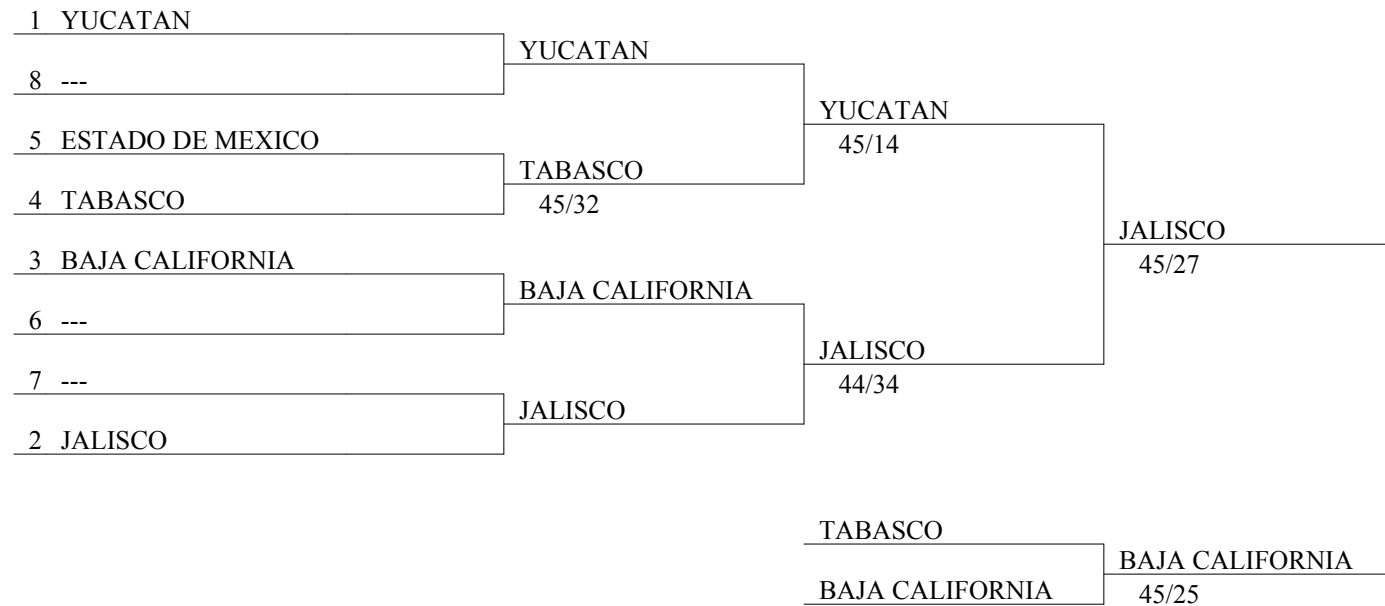 1 YUCATAN
YUCATAN
8 ---
YUCATAN
45/14
5 ESTADO DE MEXICO
TABASCO
45/32
4 TABASCO
JALISCO
45/27
3 BAJA CALIFORNIA
BAJA CALIFORNIA
6 ---
JALISCO
44/34
7 ---
JALISCO
2 JALISCO
TABASCO
BAJA CALIFORNIA
45/25
BAJA CALIFORNIA